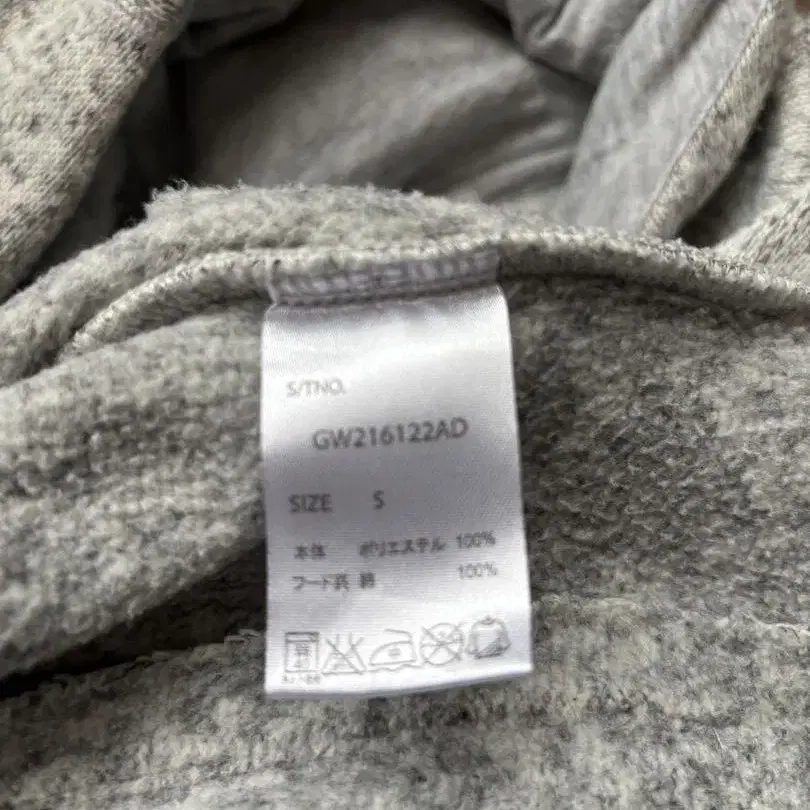 S/TNO.
GW216122AD
SIZE S
本体 ポリエステル 100%
フード裏 綿 100%